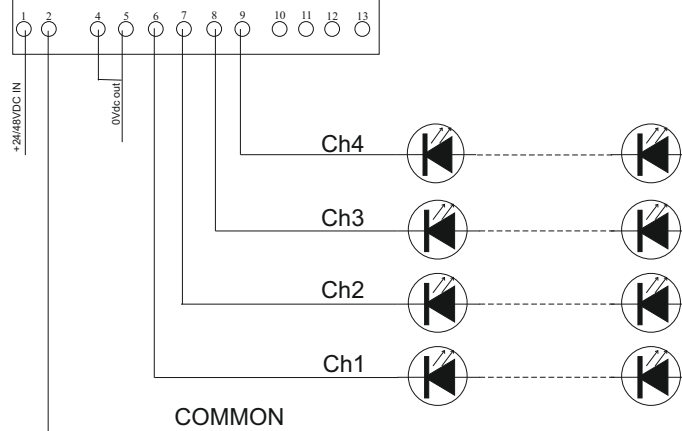 1 2 4 5 6 7 8 9 10 11 12 13
+24/48VDC IN
0Vdc out
Ch4
Ch3
Ch2
Ch1
COMMON